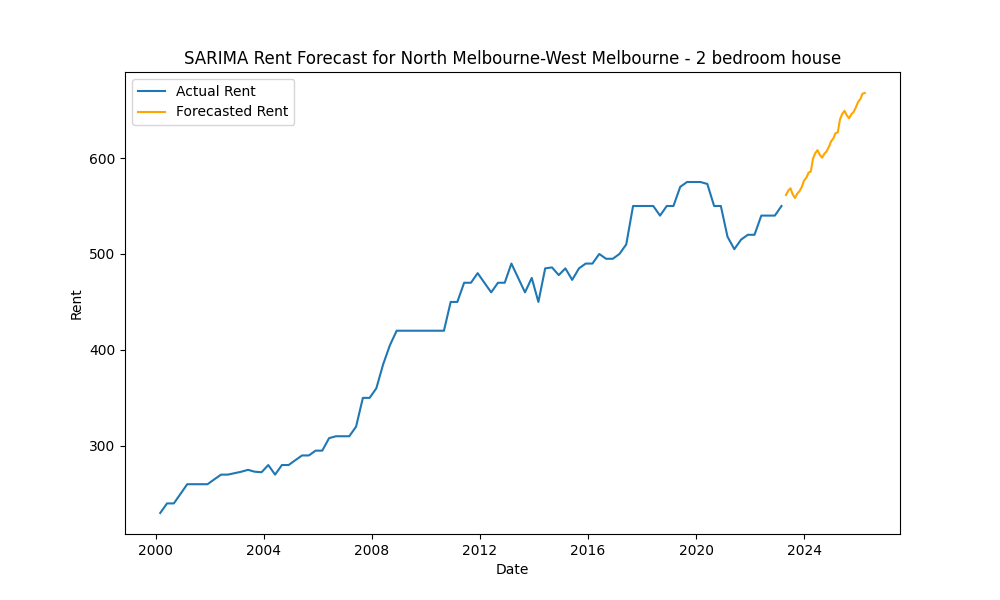 SARIMA Rent Forecast for North Melbourne-West Melbourne - 2 bedroom house
Actual Rent
Forecasted Rent
600
500
400
300
Rent
2000 2004 2008 2012 2016 2020 2024
Date